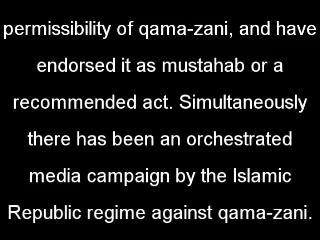 permissibility of qama-zani, and have
endorsed it as mustahab or a
recommended act. Simultaneously
there has been an orchestrated
media campaign by the Islamic
Republic regime against qama-zani.